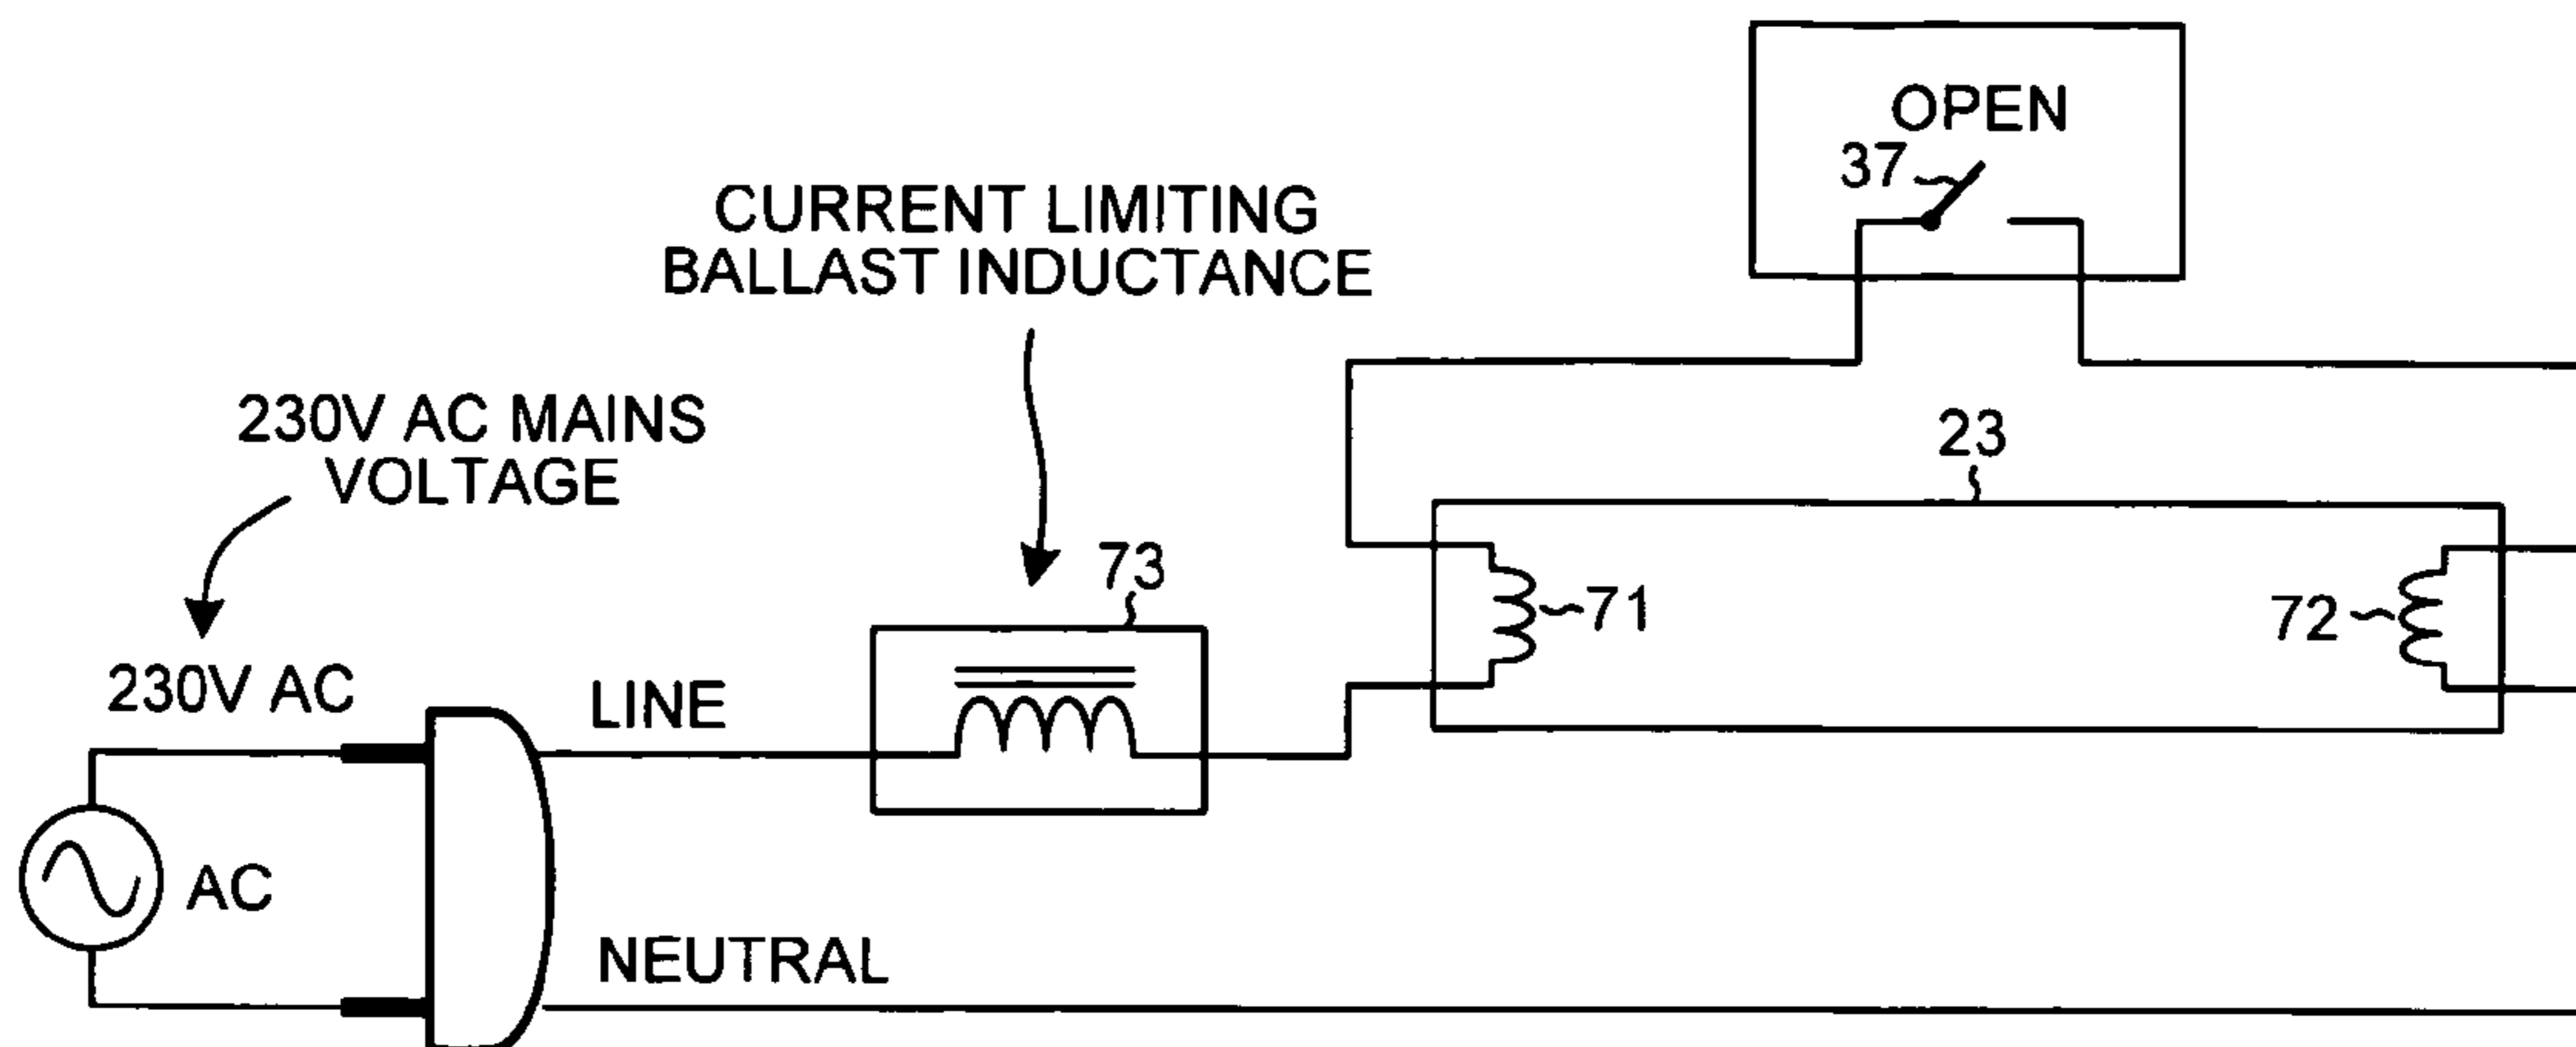 OPEN
37
CURRENT LIMITING
BALLAST INDUCTANCE
230V AC MAINS
VOLTAGE
23
73
71
72
230V AC
LINE
AC
NEUTRAL